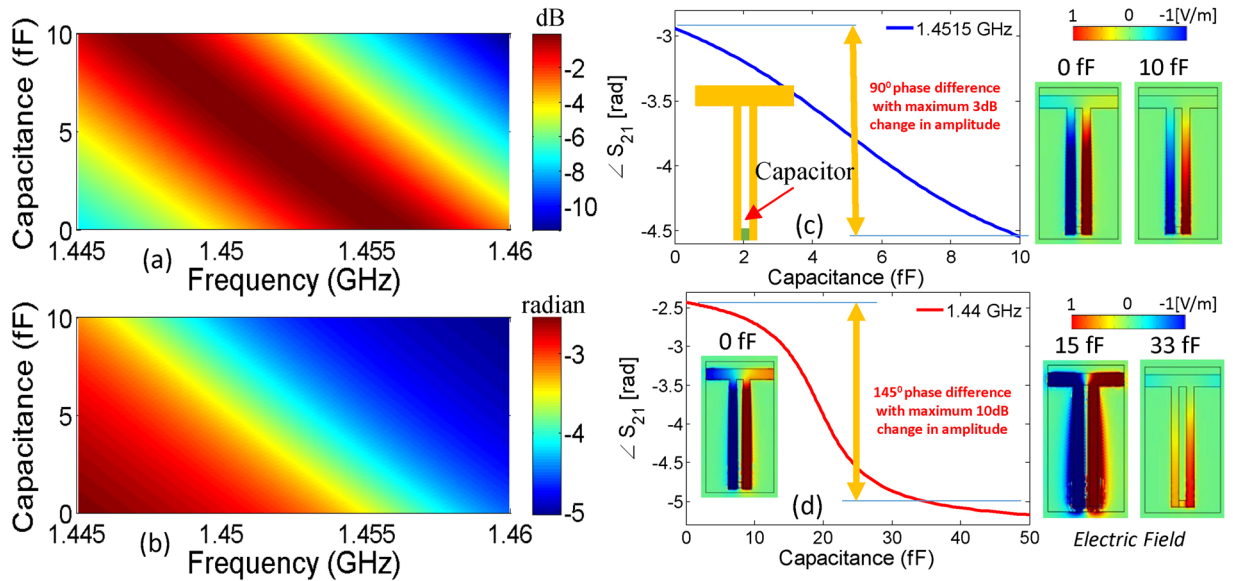 dB
10
5
0
Capacitance (fF)
-2
-4
-6
-8
-10
1.445
1.45
1.455
1.46
(a)
Frequency (GHz)
radian
10
5
0
Capacitance (fF)
-3
-4
-5
1.445
1.45
1.455
1.46
(b)
Frequency (GHz)
-3
-3.5
-4
-4.5
∠ S21 [rad]
1.4515 GHz
90⁰ phase difference
with maximum 3dB
change in amplitude
Capacitor
(c)
0
2
4
6
8
10
Capacitance (fF)
1
0
-1[V/m]
0 fF
10 fF
-2.5
-3
-3.5
-4
-4.5
-5
∠ S21 [rad]
1.44 GHz
0 fF
145⁰ phase difference
with maximum 10dB
change in amplitude
(d)
0
10
20
30
40
50
Capacitance (fF)
1
0
-1[V/m]
15 fF
33 fF
Electric Field